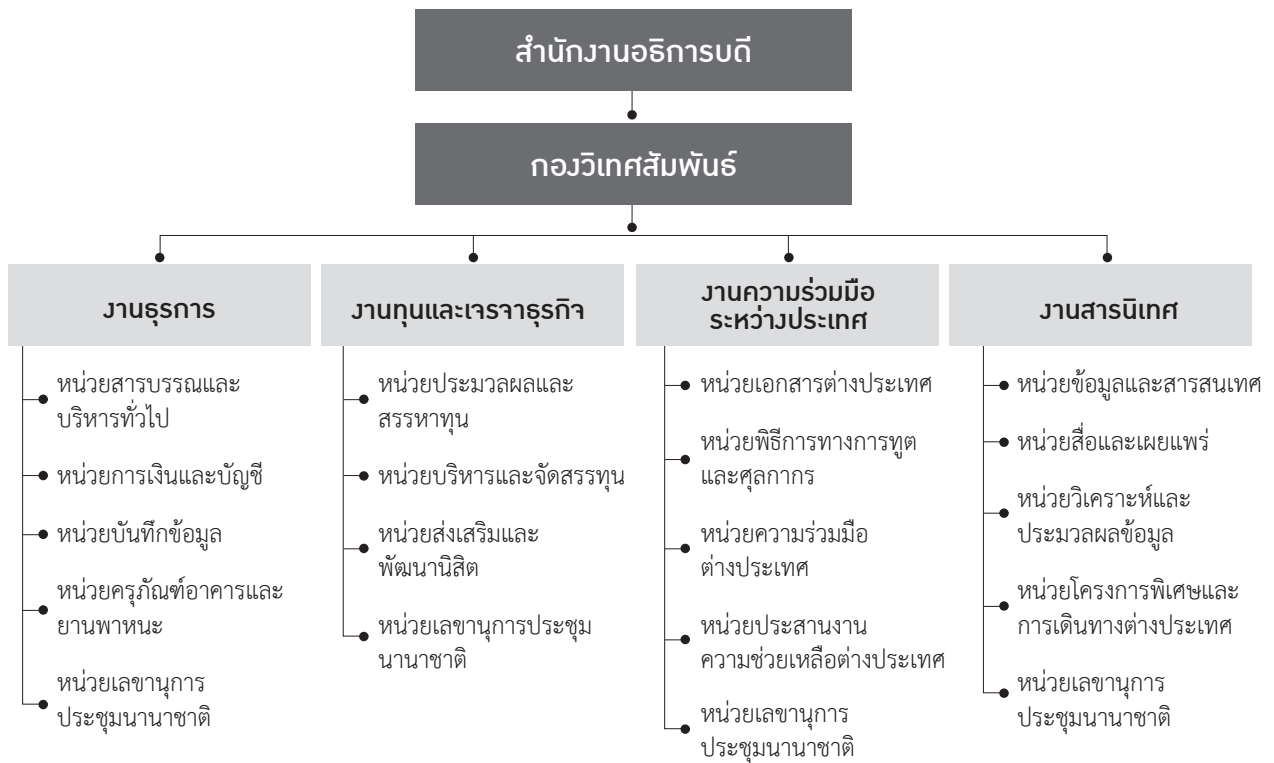 สำนักงานอธิการบดี
กองวิเทศสัมพันธ์
งานธุรการ
หน่วยสารบรรณและ
บริหารทั่วไป
หน่วยการเงินและบัญชี
หน่วยบันทึกข้อมูล
หน่วยครุภัณฑ์อาคารและ
ยานพาหนะ
หน่วยเลขานุการ
ประชุมนานาชาติ
งานทุนและเจรจาธุรกิจ
หน่วยประมวลผลและ
สรรหาทุน
หน่วยบริหารและจัดสรรทุน
หน่วยส่งเสริมและ
พัฒนานิสิต
หน่วยเลขานุการประชุม
นานาชาติ
งานความร่วมมือ
ระหว่างประเทศ
หน่วยเอกสารต่างประเทศ
หน่วยพิธีการทางการทูต
และศุลกากร
หน่วยความร่วมมือ
ต่างประเทศ
หน่วยประสานงาน
ความช่วยเหลือต่างประเทศ
หน่วยเลขานุการ
ประชุมนานาชาติ
งานสารนิเทศ
หน่วยข้อมูลและสารสนเทศ
หน่วยสื่อและเผยแพร่
หน่วยวิเคราะห์และ
ประมวลผลข้อมูล
หน่วยโครงการพิเศษและ
การเดินทางต่างประเทศ
หน่วยเลขานุการ
ประชุมนานาชาติ